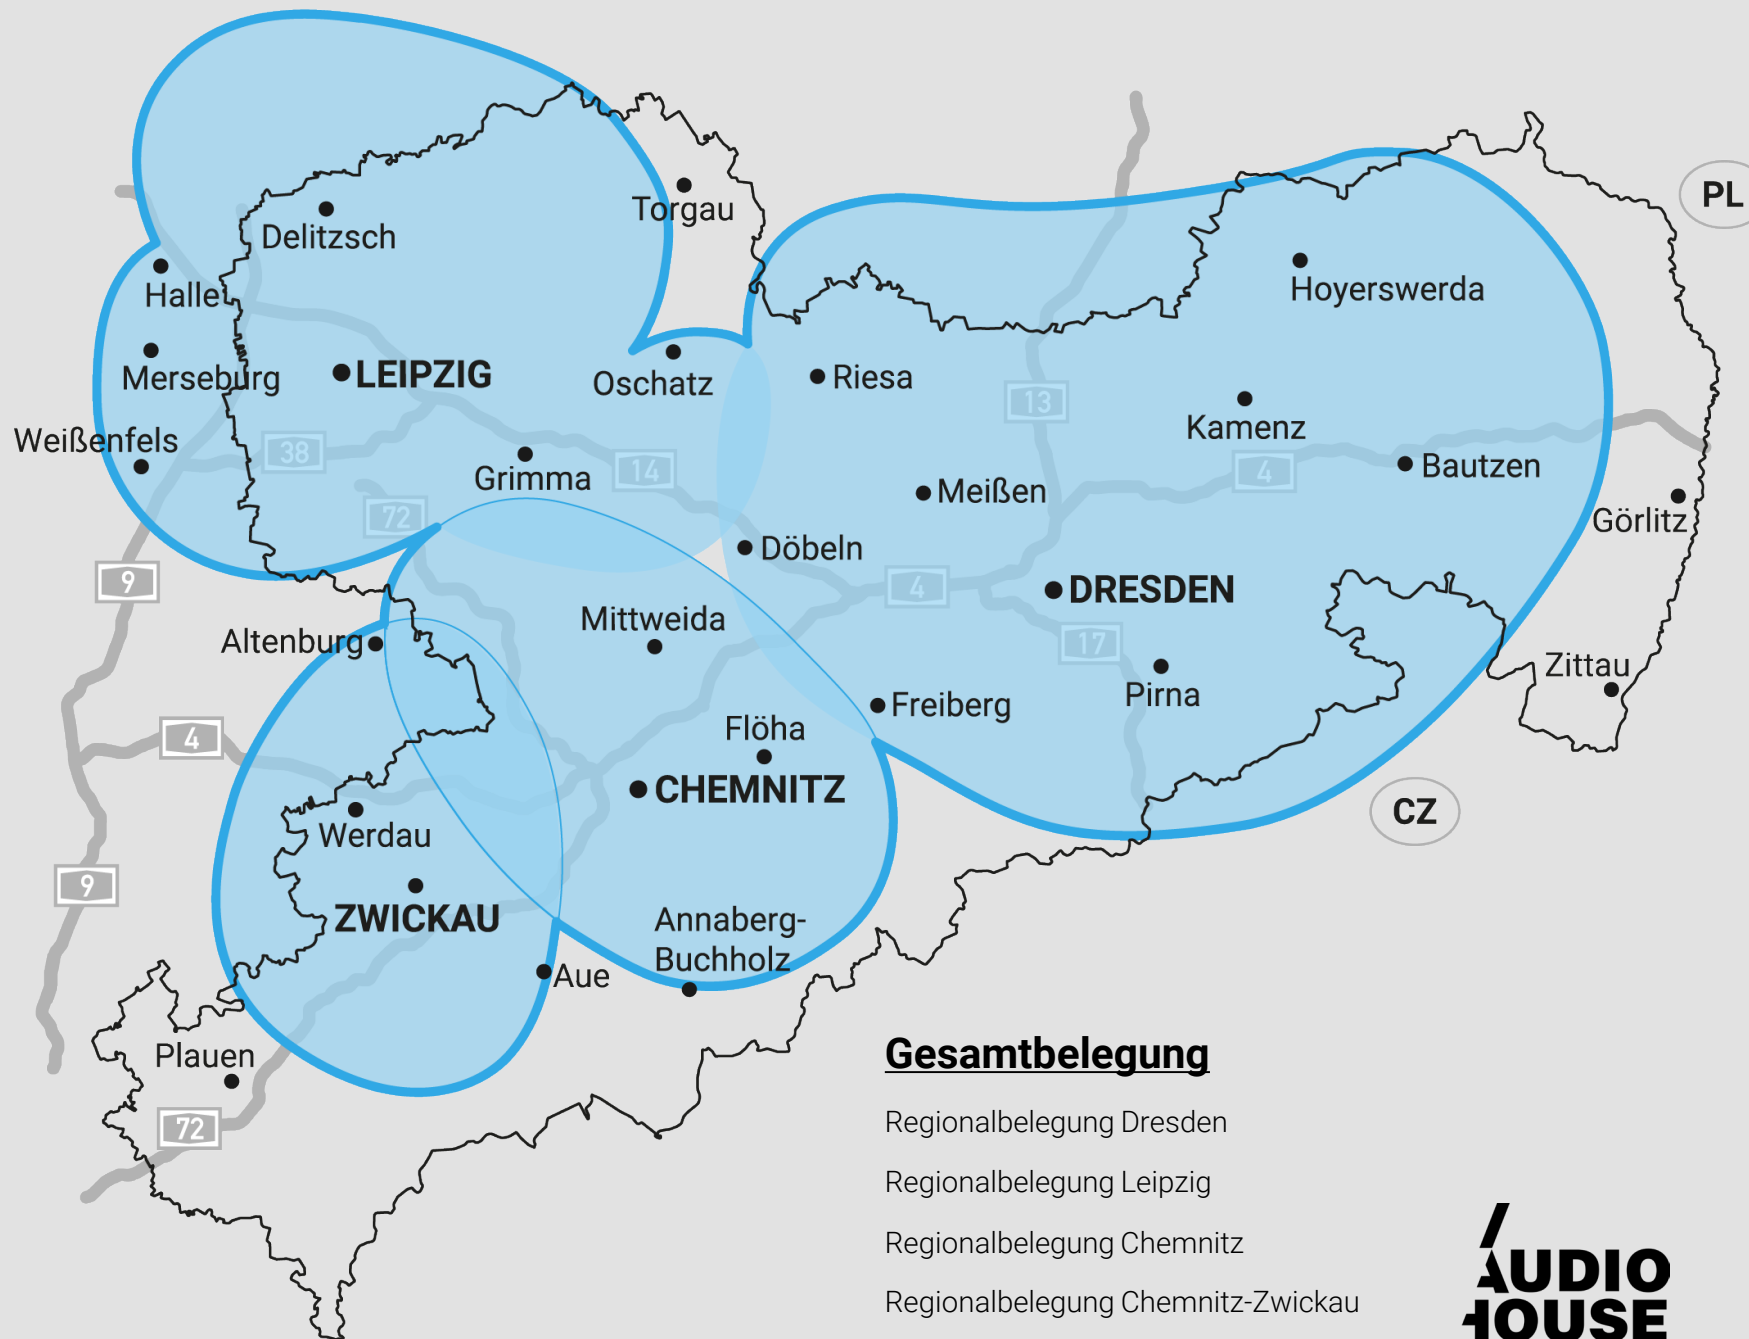 PL
Torgau
Delitzsch
Halle
Hoyerswerda
Merseburg
LEIPZIG
Oschatz
Riesa
13
Kamenz
Weißenfels
38
Grimma
14
4
Bautzen
Meißen
72
Görlitz
Döbeln
9
4
DRESDEN
Mittweida
Altenburg
17
Pirna
Zittau
Freiberg
4
Flöha
CHEMNITZ
CZ
Werdau
9
ZWICKAU
Annaberg-
Buchholz
Aue
Plauen
72
Gesamtbelegung
Regionalbelegung Dresden
Regionalbelegung Leipzig
Regionalbelegung Chemnitz
Regionalbelegung Chemnitz-Zwickau
AUDIO
HOUSE